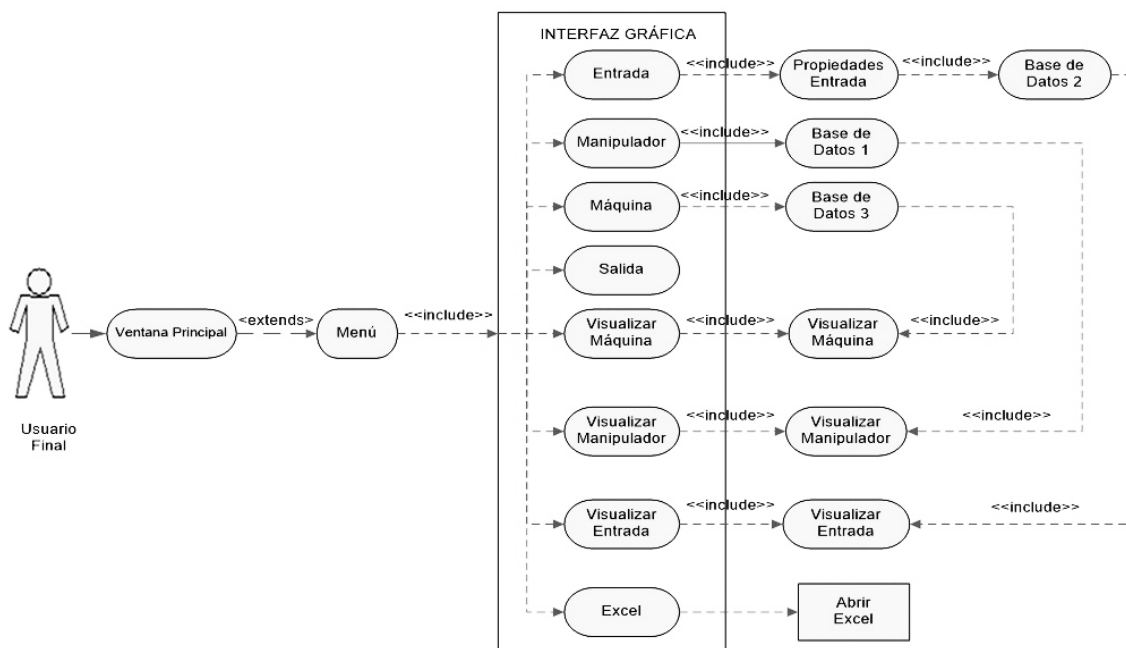 INTERFAZ GRÁFICA
Entrada
<<include>>
Propiedades
Entrada
<<include>>
Base de
Datos 2
Manipulador
<<include>>
Base de
Datos 1
Máquina
<<include>>
Base de
Datos 3
Salida
Usuario
Final
Ventana Principal
<extends>
Menú
<<include>>
Visualizar
Máquina
<<include>>
Visualizar
Máquina
<<include>>
Visualizar
Manipulador
<<include>>
Visualizar
Manipulador
<<include>>
Visualizar
Entrada
<<include>>
Visualizar
Entrada
<<include>>
Excel
Abrir
Excel